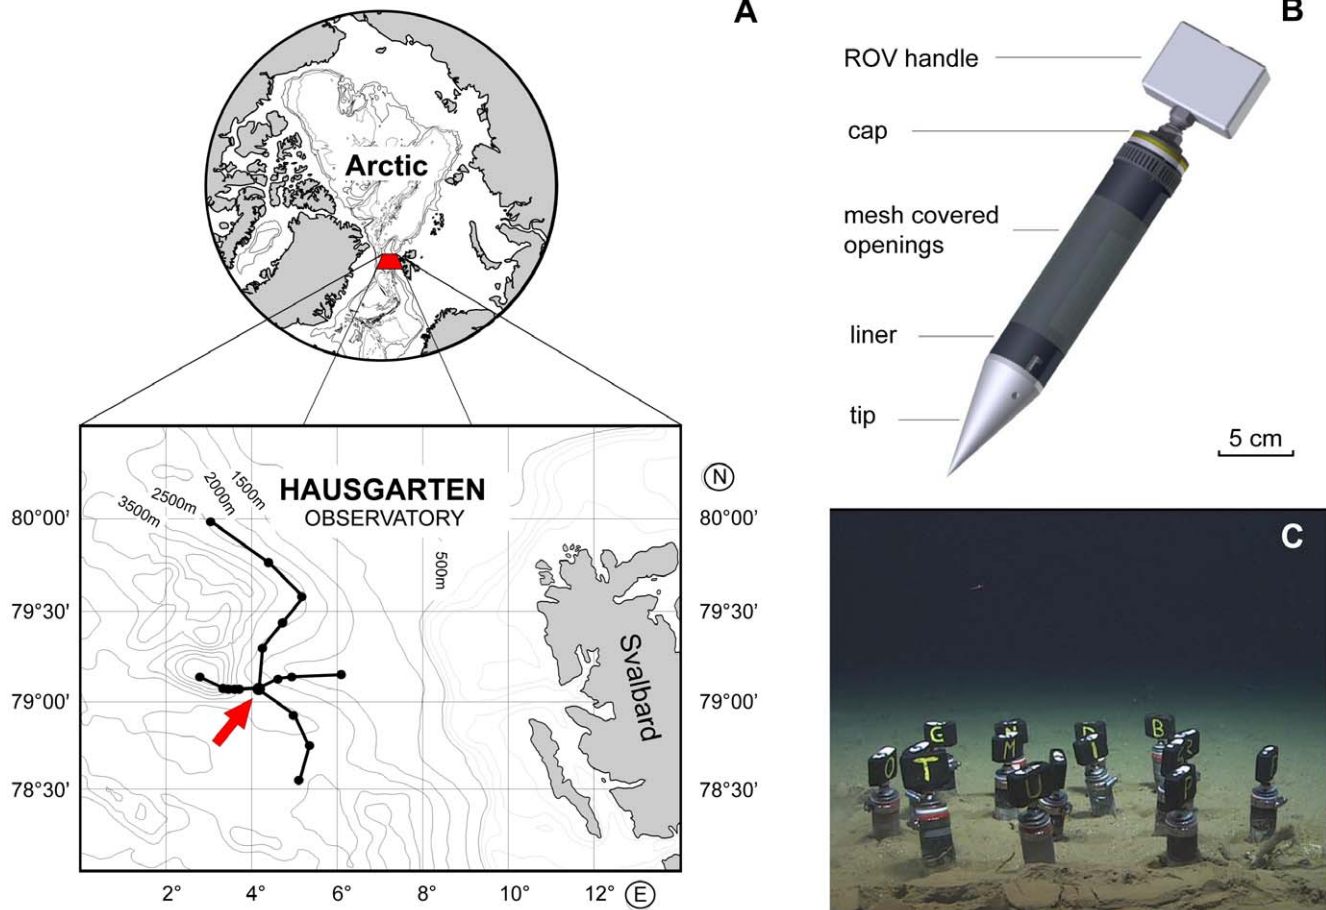 A
Arctic
HAUSGARTEN
OBSERVATORY
3500m
2500m
2000m
1500m
500m
Svalbard
N
80°00’
79°30’
79°00’
78°30’
80°00’
79°30’
79°00’
78°30’
2°
4°
6°
8°
10°
12°
E
B
ROV handle
cap
mesh covered
openings
liner
tip
5 cm
C
G
N
D
B
M
I
R
O
T
U
P